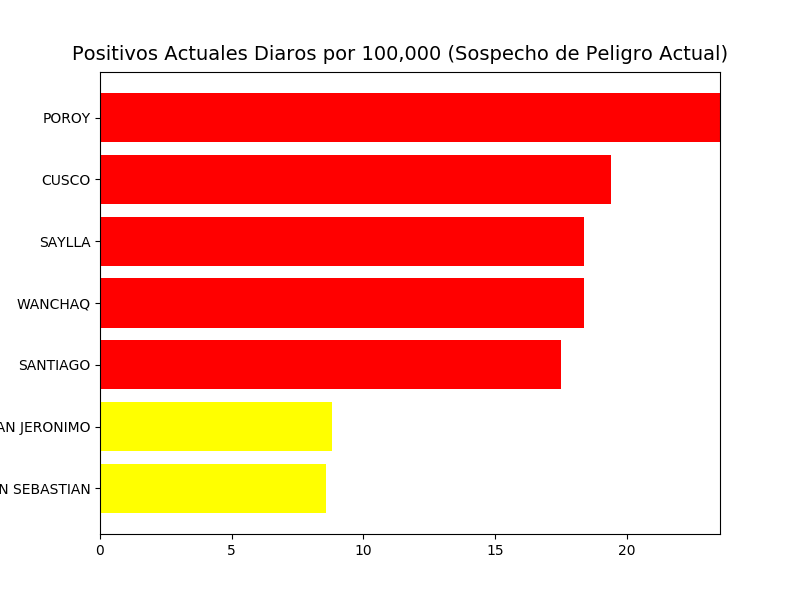 Positivos Actuales Diaros por 100,000 (Sospecho de Peligro Actual)
POROY
CUSCO
SAYLLA
WANCHAQ
SANTIAGO
AN JERONIMO
N SEBASTIAN
0 5 10 15 20